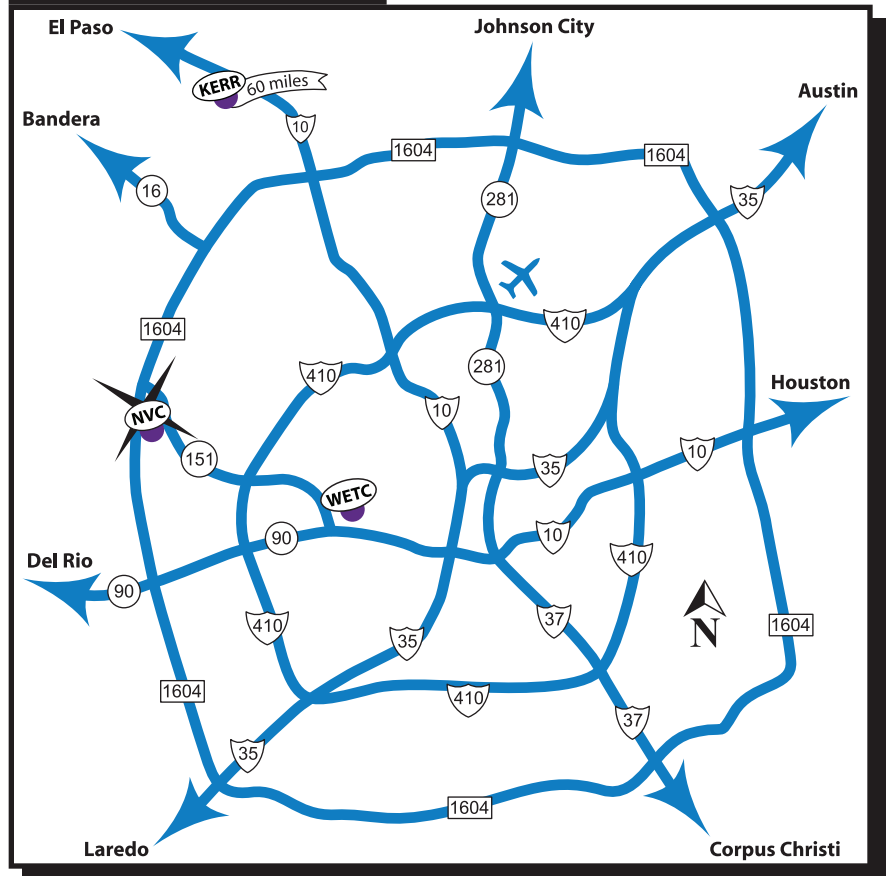 El Paso
Johnson City
KERR
60 miles
Austin
Bandera
10
1604
1604
16
281
35
1604
410
281
410
Houston
10
NVC
151
35
10
WETC
90
10
410
Del Rio
90
410
35
37
N
1604
1604
410
37
35
1604
Laredo
Corpus Christi